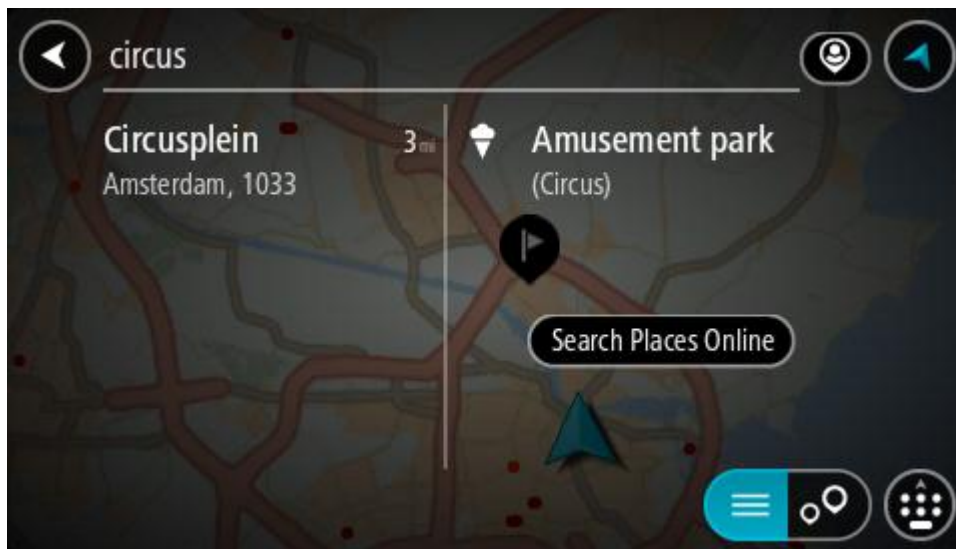 circus
Circusplein
3 mi
Amsterdam, 1033
Amusement park
(Circus)
Search Places Online